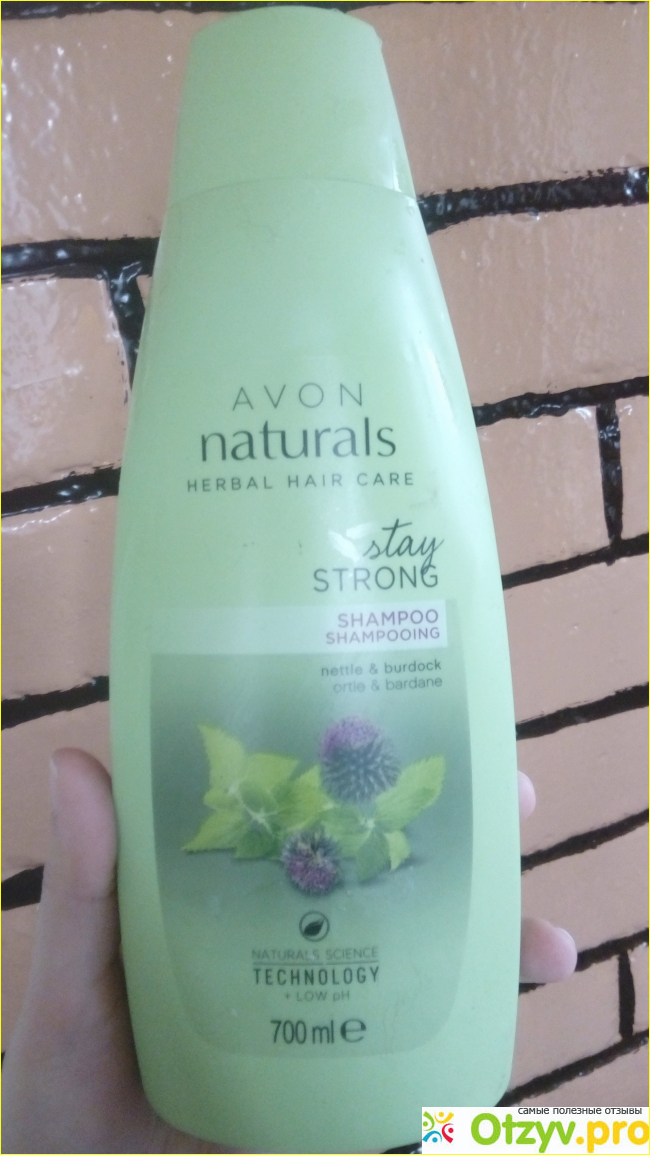 AVON
naturals
HERBAL HAIR CARE
stay
STRONG
SHAMPOO
SHAMPOOING
nettle & burdock
ortie & bardane
NATURALS SCIENCE
TECHNOLOGY
+ LOW pH
700 ml ℮
самые полезные отзывы
Otzyv.pro